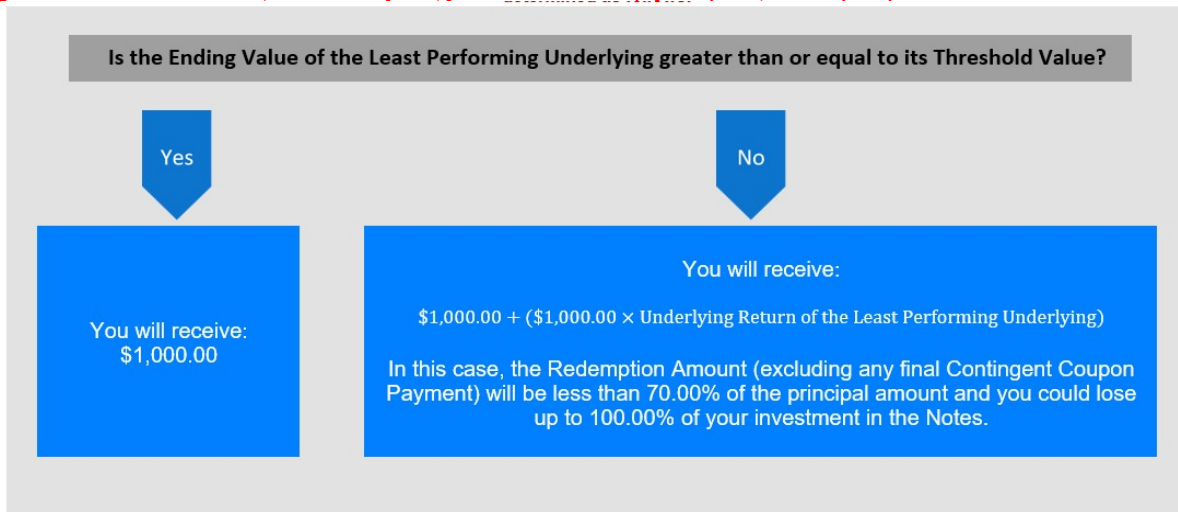 Is the Ending Value of the Least Performing Underlying greater than or equal to its Threshold Value?
Yes
No
You will receive:
$1,000.00
You will receive:
$1,000.00 + ($1,000.00 × Underlying Return of the Least Performing Underlying)
In this case, the Redemption Amount (excluding any final Contingent Coupon
Payment) will be less than 70.00% of the principal amount and you could lose
up to 100.00% of your investment in the Notes.